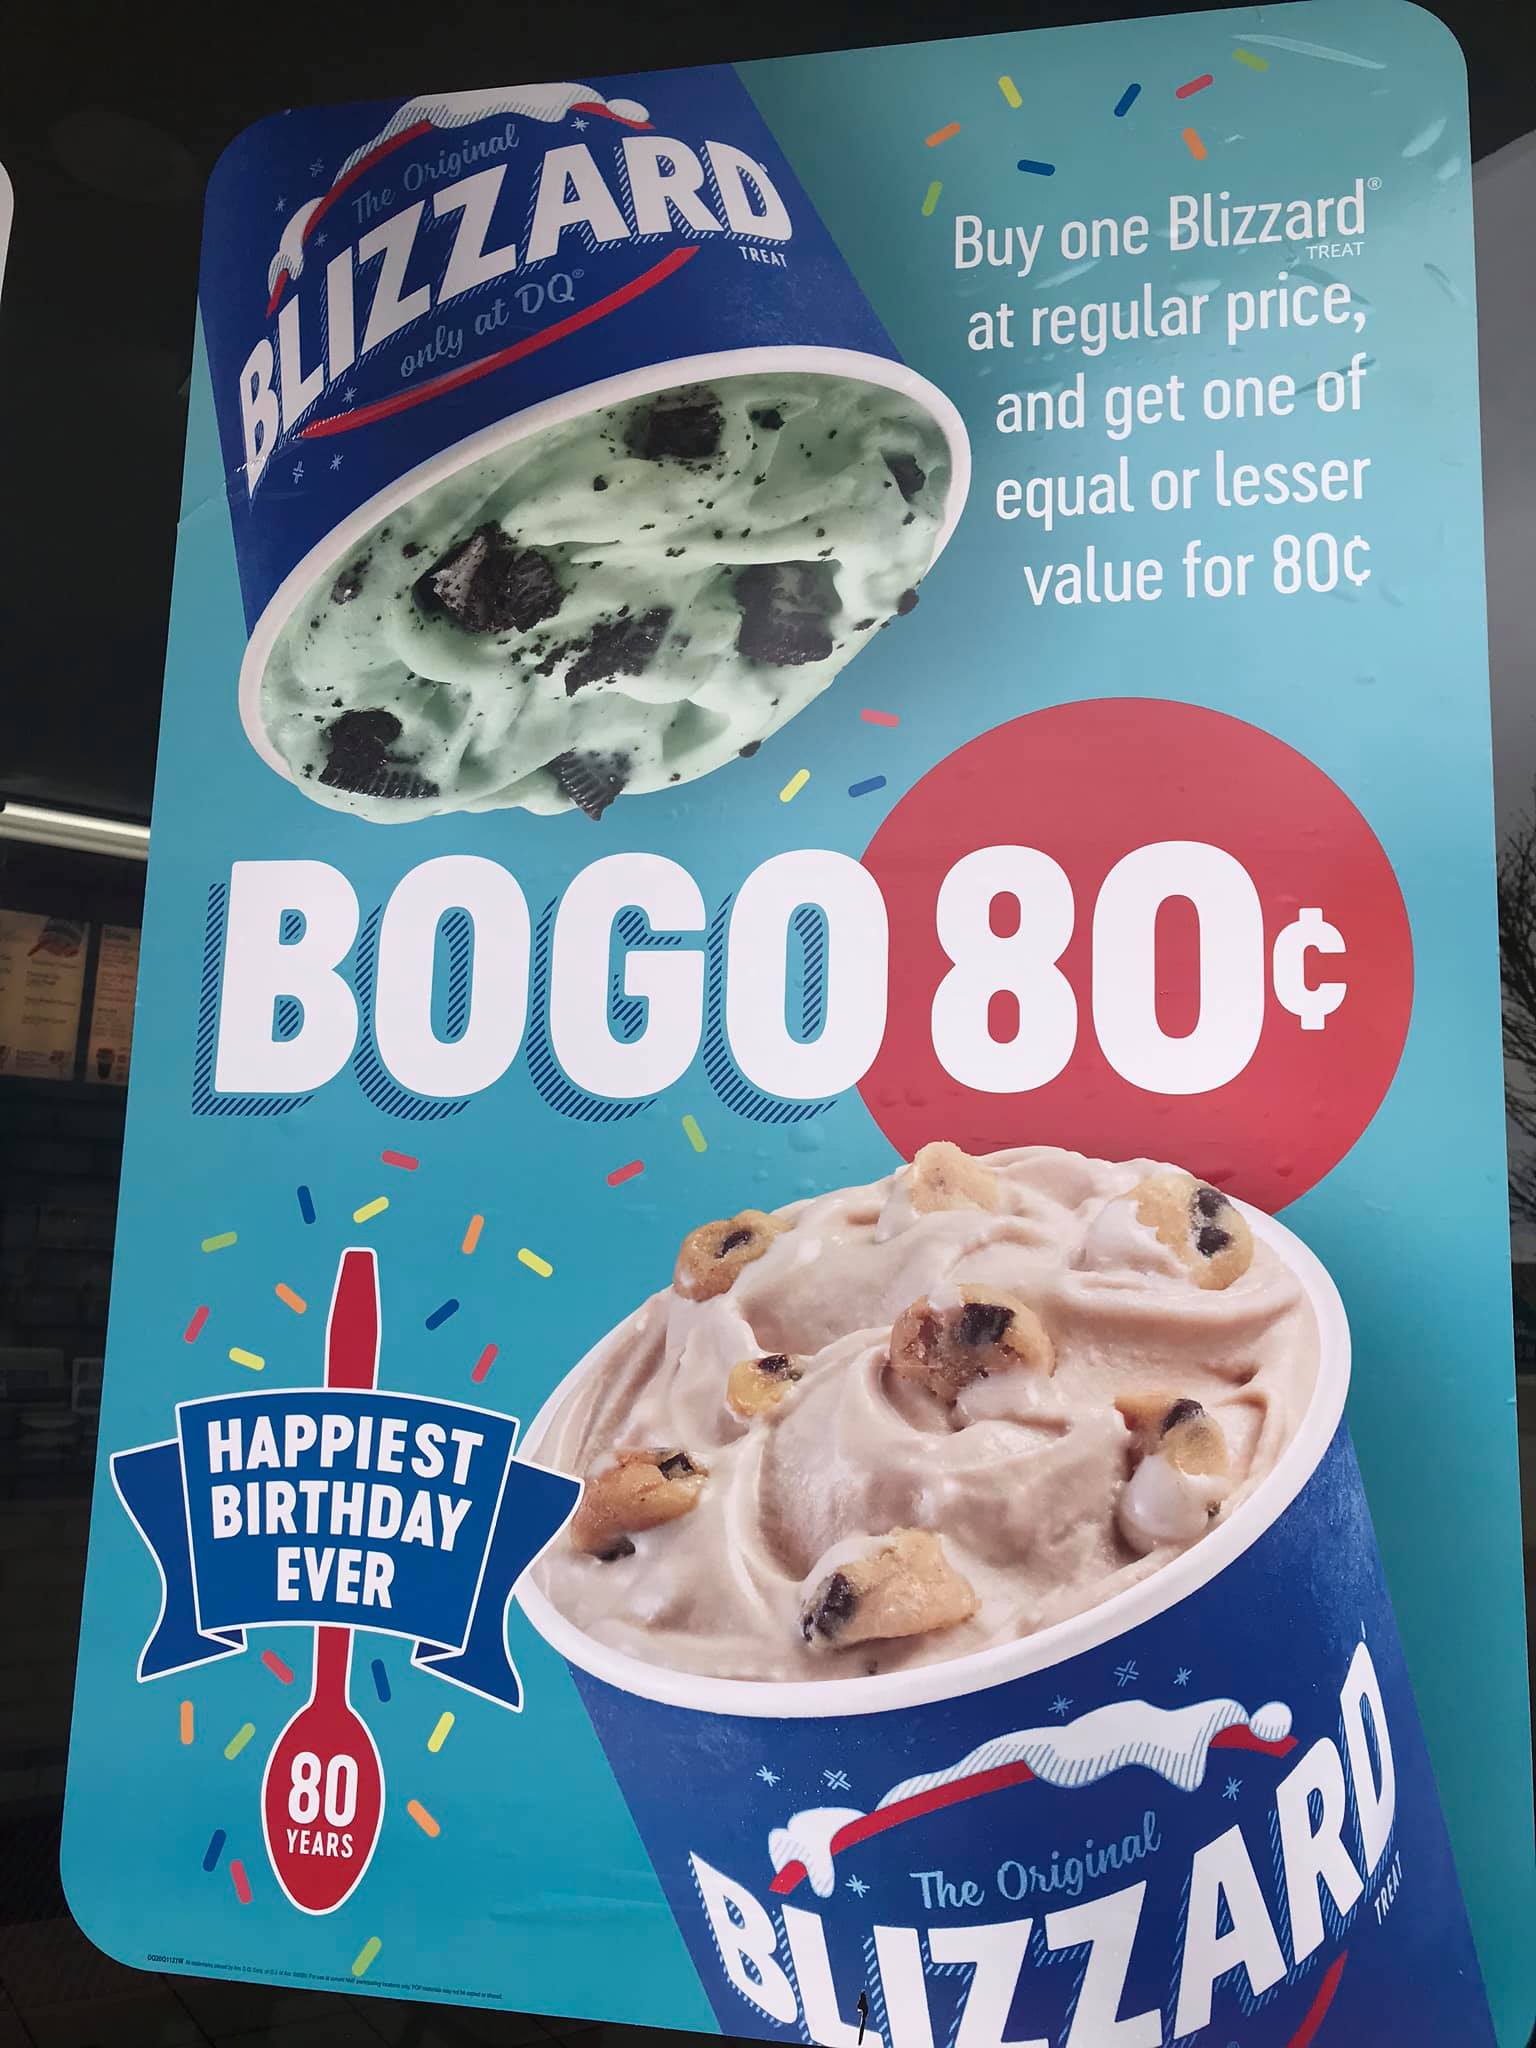 The Original
BLIZZARD®
TREAT
only at DQ®
Buy one Blizzard®
TREAT
at regular price,
and get one of
equal or lesser
value for 80¢
BOGO 80¢
HAPPIEST
BIRTHDAY
EVER
80
YEARS
The Original
BLIZZARD
TREAT